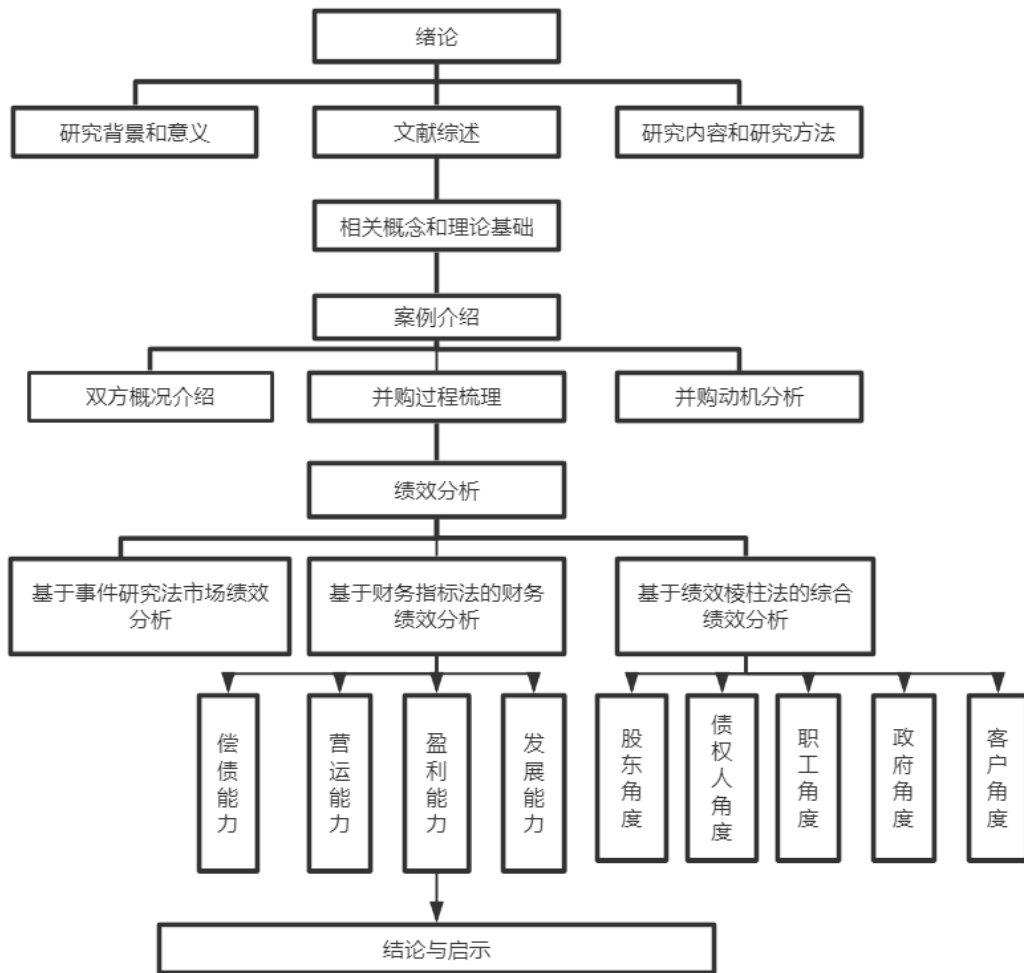 绪论
研究背景和意义
文献综述
研究内容和研究方法
相关概念和理论基础
案例介绍
双方概况介绍
并购过程梳理
并购动机分析
绩效分析
基于事件研究法市场绩效
分析
基于财务指标法的财务
绩效分析
基于绩效棱柱法的综合
绩效分析
偿债能力
营运能力
盈利能力
发展能力
股东角度
债权人角度
职工角度
政府角度
客户角度
结论与启示